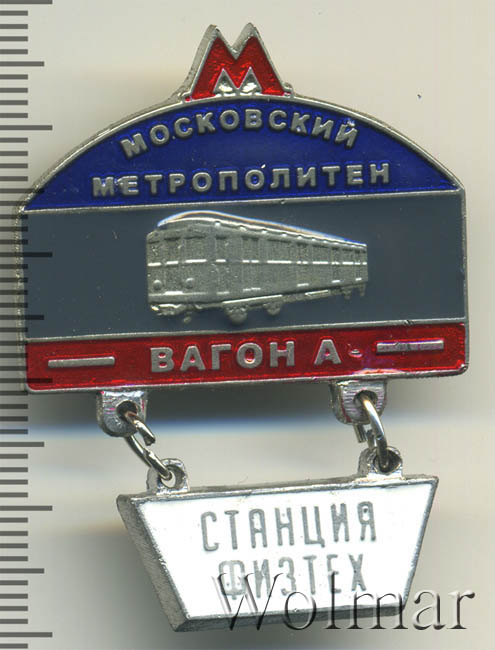 М
МОСКОВСКИЙ
МЕТРОПОЛИТЕН
ВАГОН А
СТАНЦИЯ
ФИЗТЕХ
Wolmar